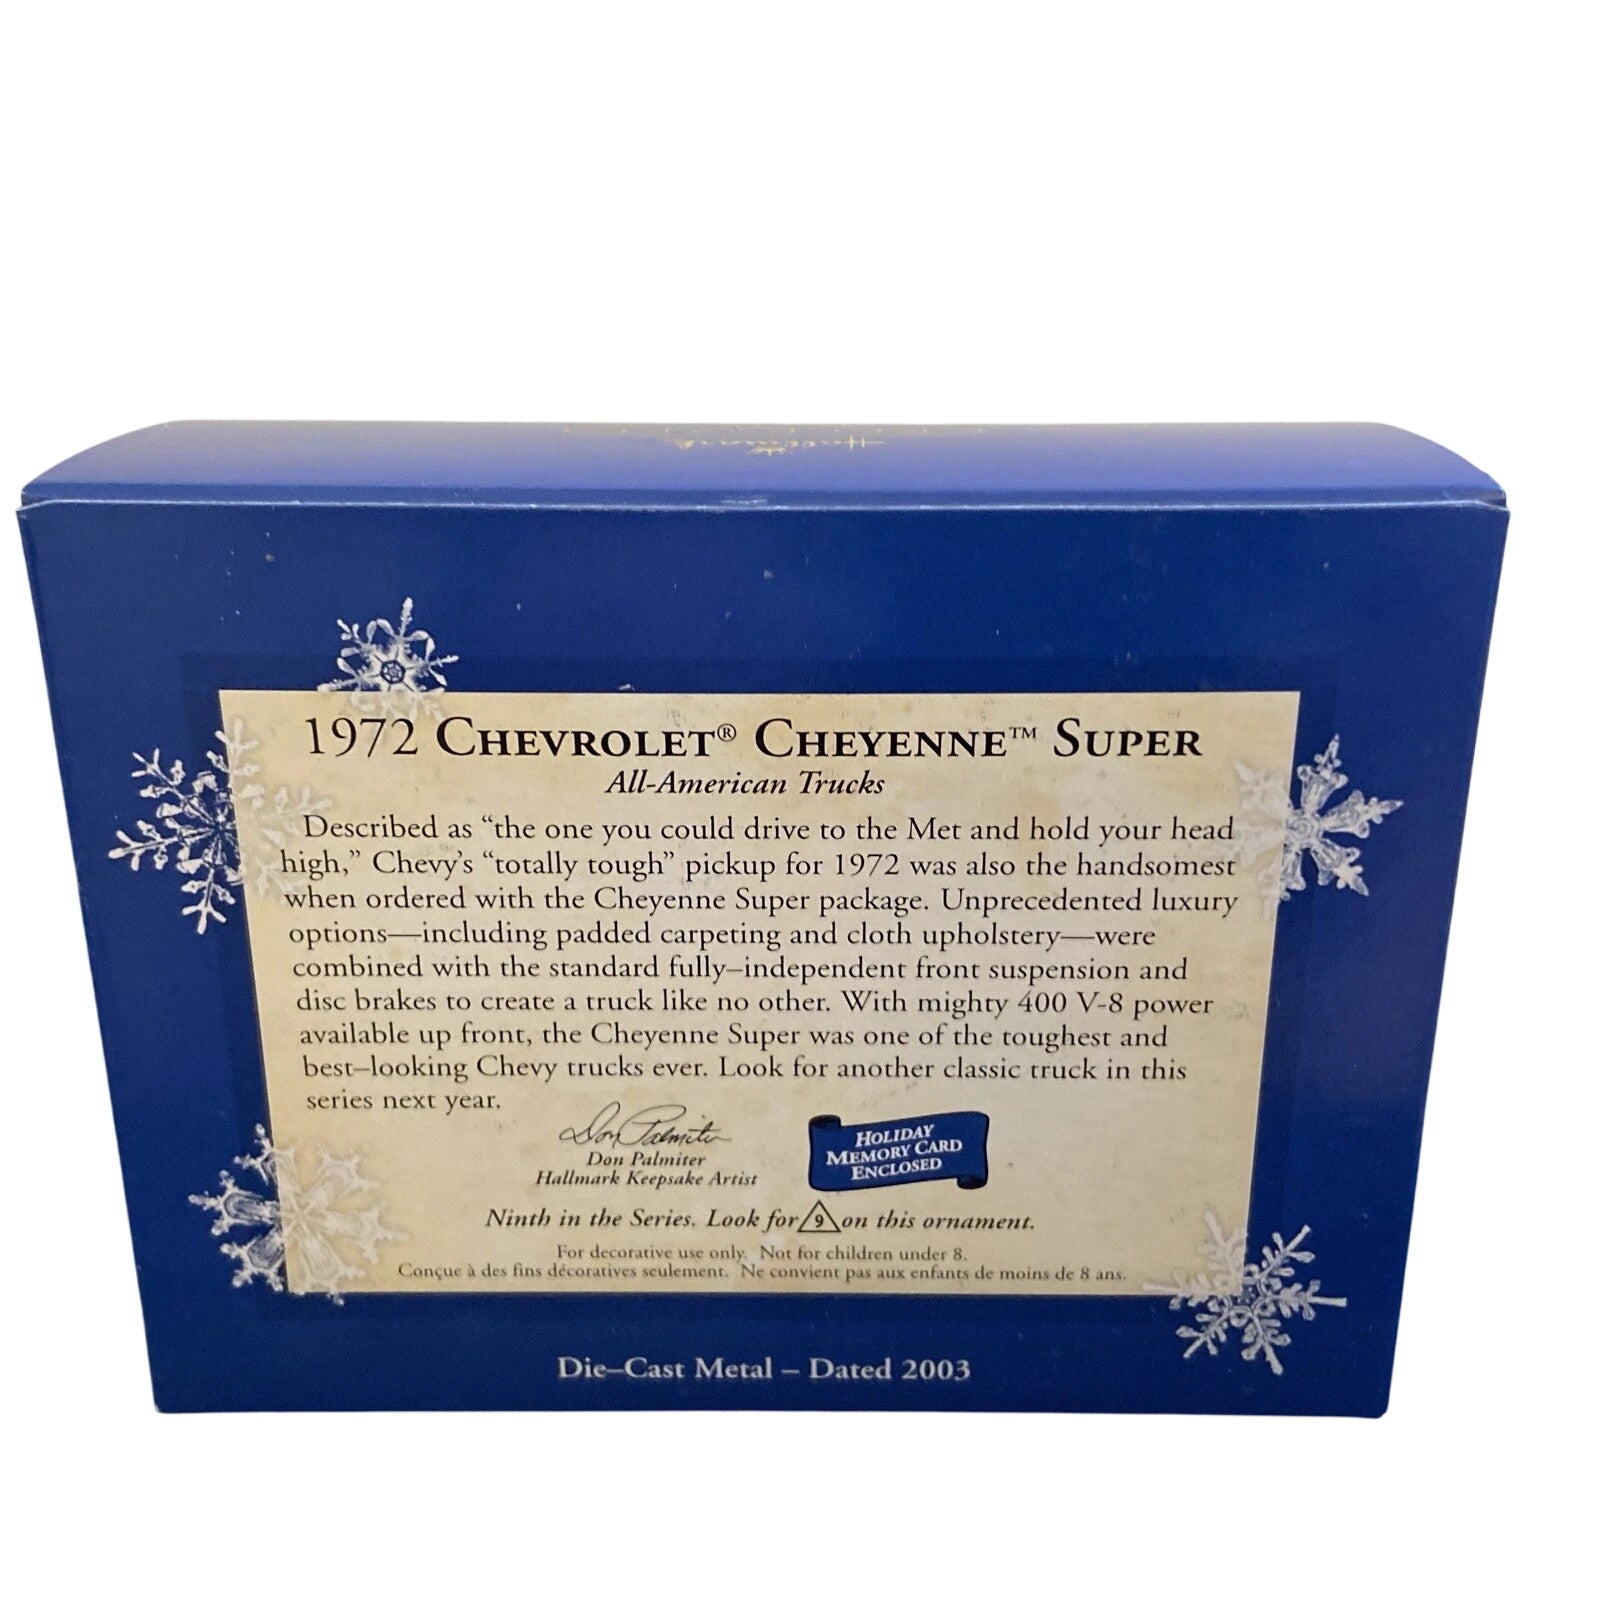 Hallmark
1972 CHEVROLET® CHEYENNE™ SUPER
All-American Trucks
Described as “the one you could drive to the Met and hold your head
high,” Chevy’s “totally tough” pickup for 1972 was also the handsomest
when ordered with the Cheyenne Super package. Unprecedented luxury
options—including padded carpeting and cloth upholstery—were
combined with the standard fully–independent front suspension and
disc brakes to create a truck like no other. With mighty 400 V-8 power
available up front, the Cheyenne Super was one of the toughest and
best–looking Chevy trucks ever. Look for another classic truck in this
series next year.
Don Palmiter
Don Palmiter
Hallmark Keepsake Artist
HOLIDAY
MEMORY CARD
ENCLOSED
Ninth in the Series. Look for 9 on this ornament.
For decorative use only. Not for children under 8.
Conçue à des fins décoratives seulement. Ne convient pas aux enfants de moins de 8 ans.
Die–Cast Metal – Dated 2003